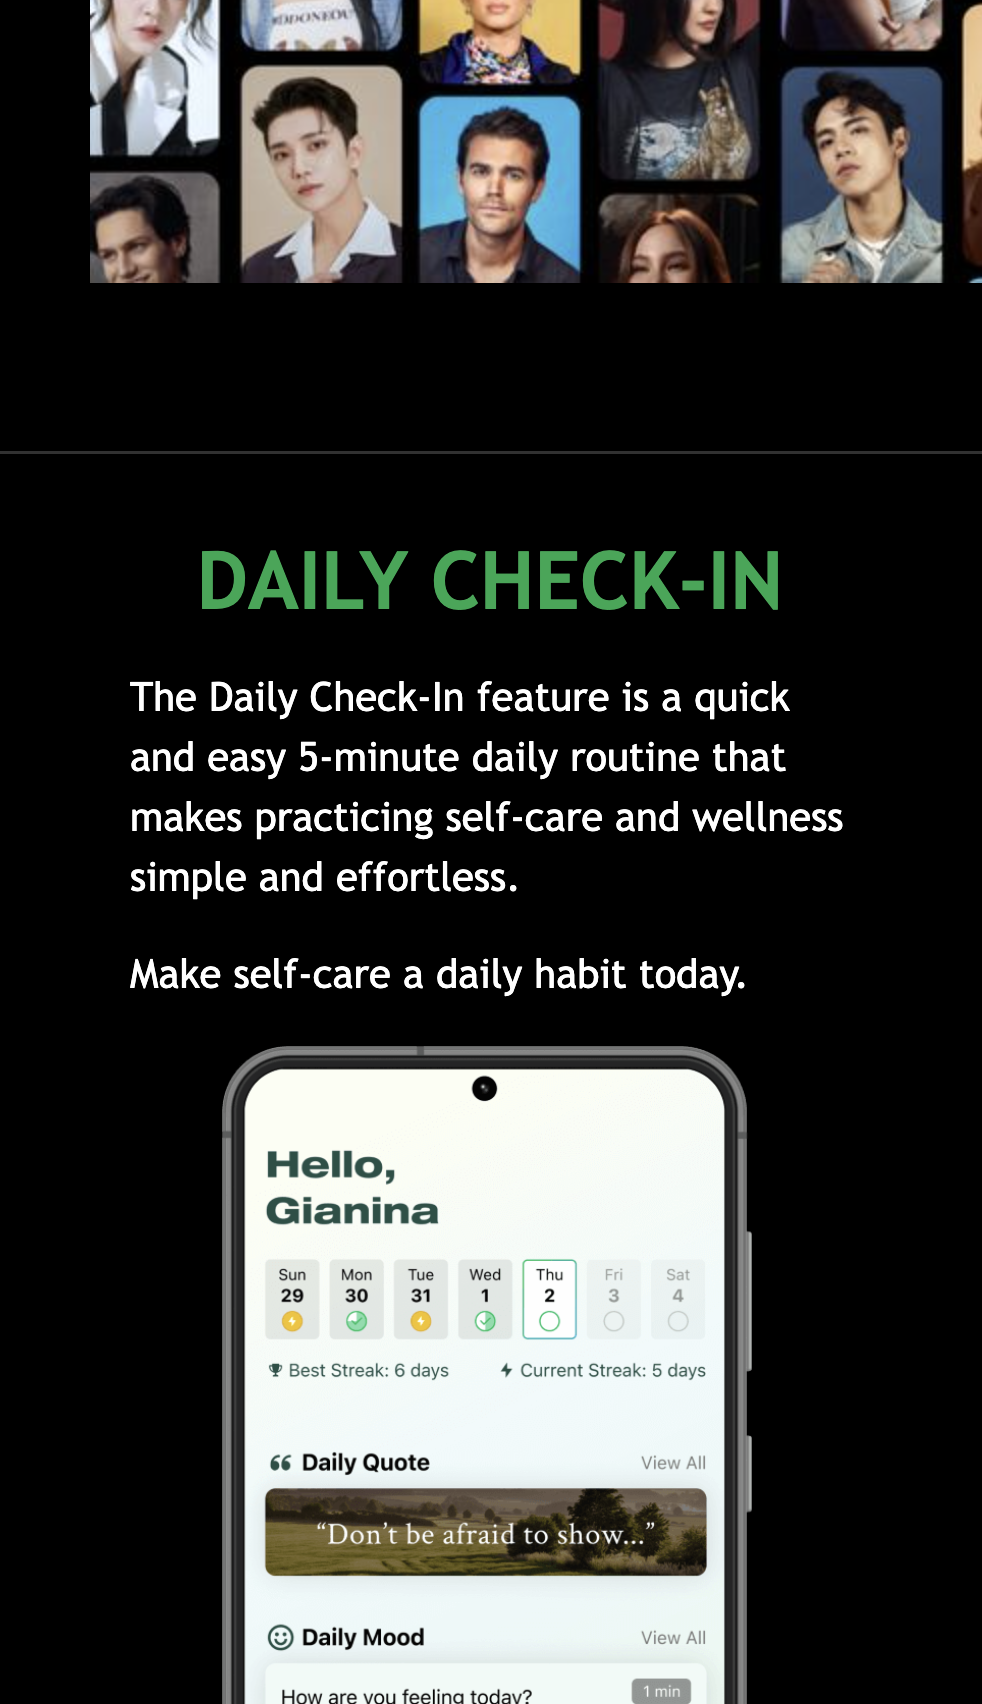 DAILY CHECK-IN
The Daily Check-In feature is a quick
and easy 5-minute daily routine that
makes practicing self-care and wellness
simple and effortless.
Make self-care a daily habit today.
Hello,
Gianina
Sun Mon Tue Wed Thu Fri Sat
29 30 31 1 2 3 4
Best Streak: 6 days Current Streak: 5 days
Daily Quote View All
“Don’t be afraid to show...”
Daily Mood View All
How are you feeling today? 1 min